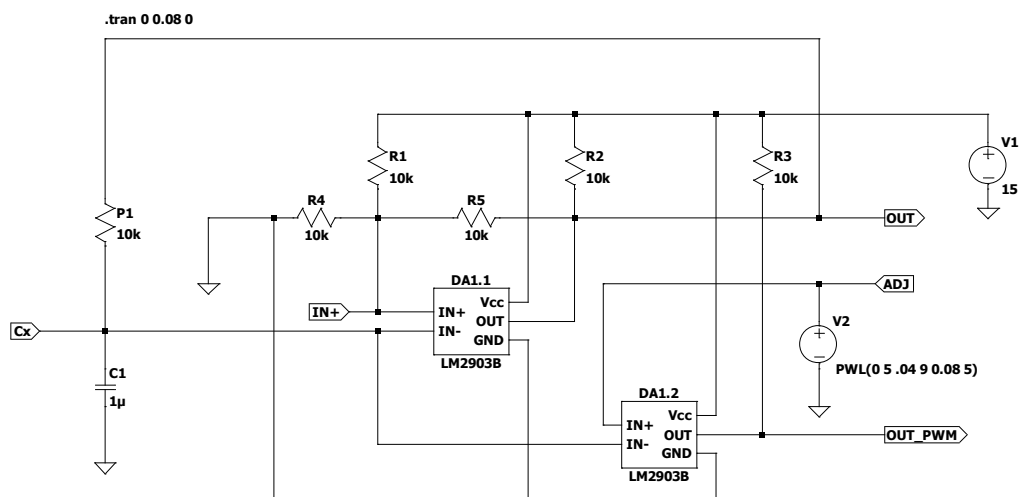 .tran 0 0.08 0
R1
10k
R2
10k
R3
10k
V1
15
P1
10k
R4
10k
R5
10k
OUT
DA1.1
IN+
IN+
IN-
Vcc
OUT
GND
LM2903B
ADJ
V2
PWL(0 5 .04 9 0.08 5)
Cx
C1
1µ
DA1.2
IN+
IN-
Vcc
OUT
GND
LM2903B
OUT_PWM